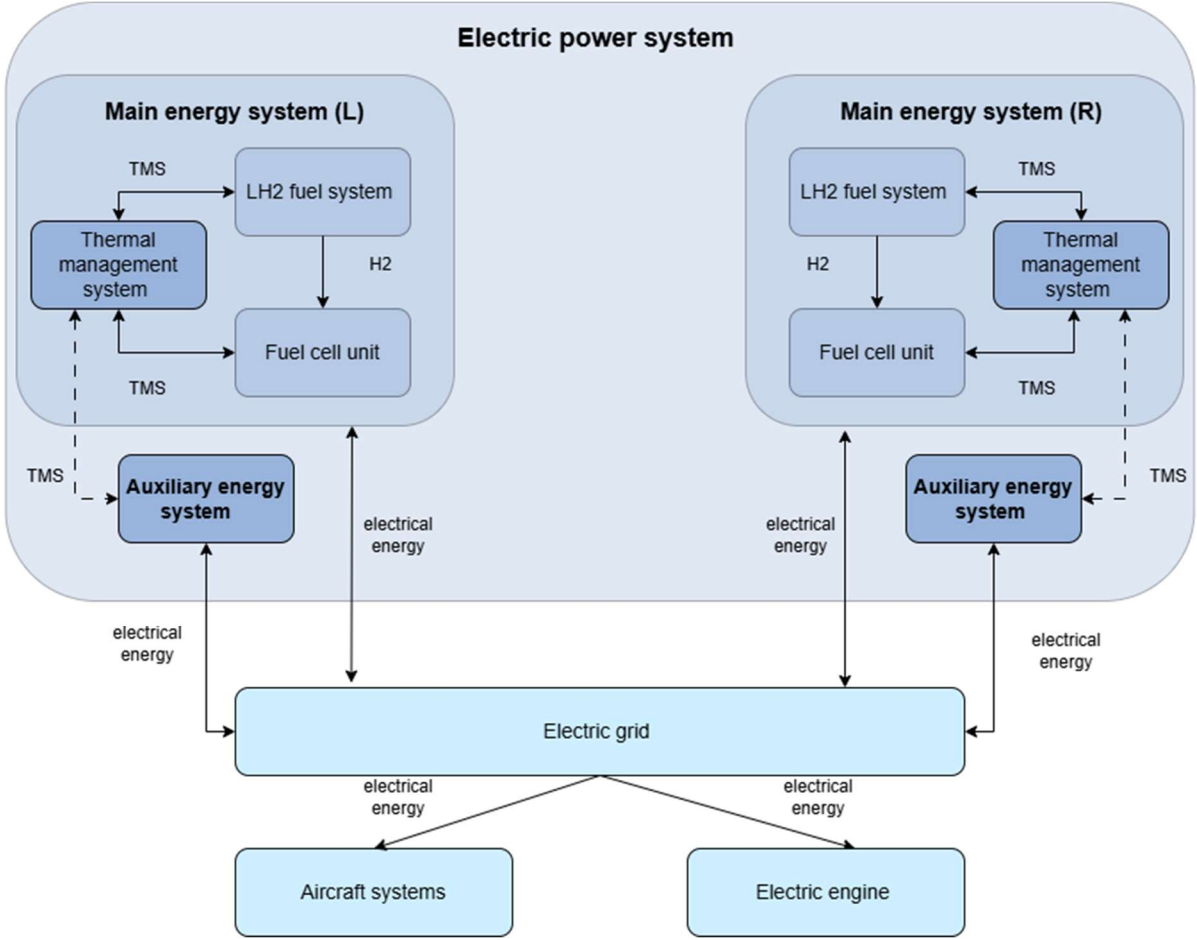 Electric power system
Main energy system (L)
Main energy system (R)
TMS
LH2 fuel system
LH2 fuel system
TMS
Thermal
management
system
H2
H2
Thermal
management
system
Fuel cell unit
Fuel cell unit
TMS
TMS
TMS
Auxiliary energy
system
electrical
energy
electrical
energy
Auxiliary energy
system
TMS
electrical
energy
electrical
energy
Electric grid
electrical
energy
electrical
energy
Aircraft systems
Electric engine